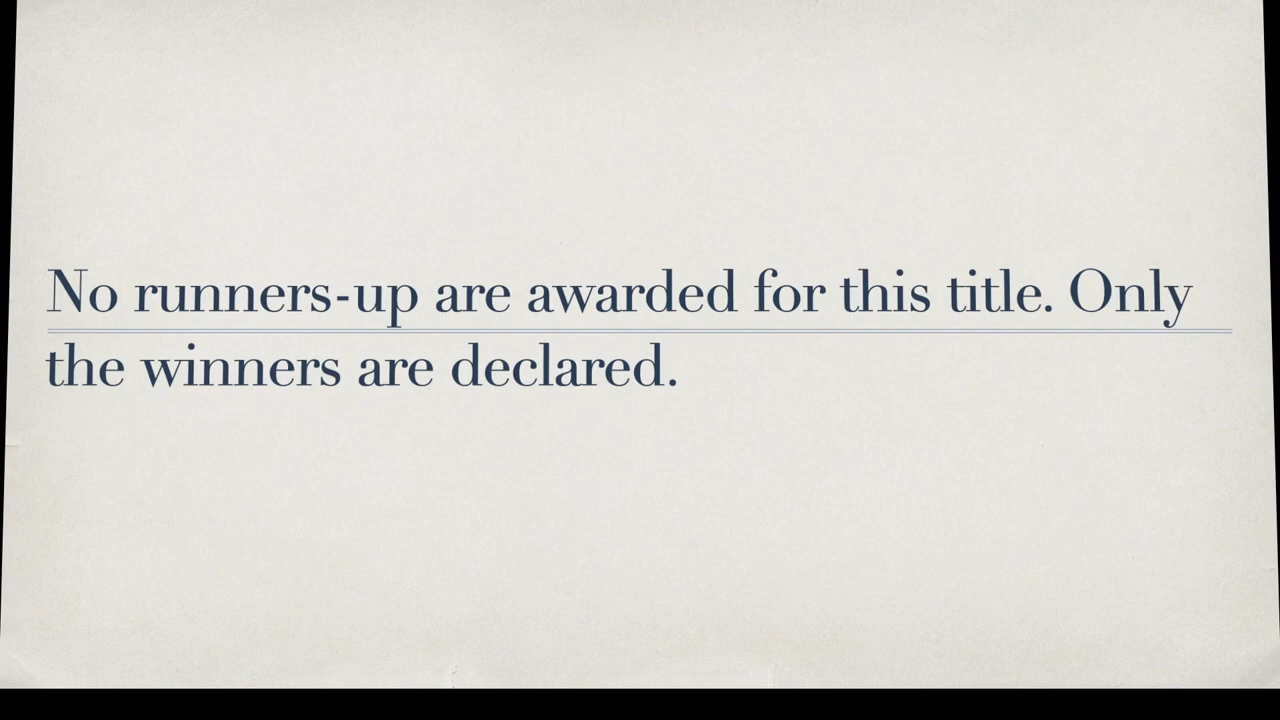 No runners-up are awarded for this title. Only
the winners are declared.